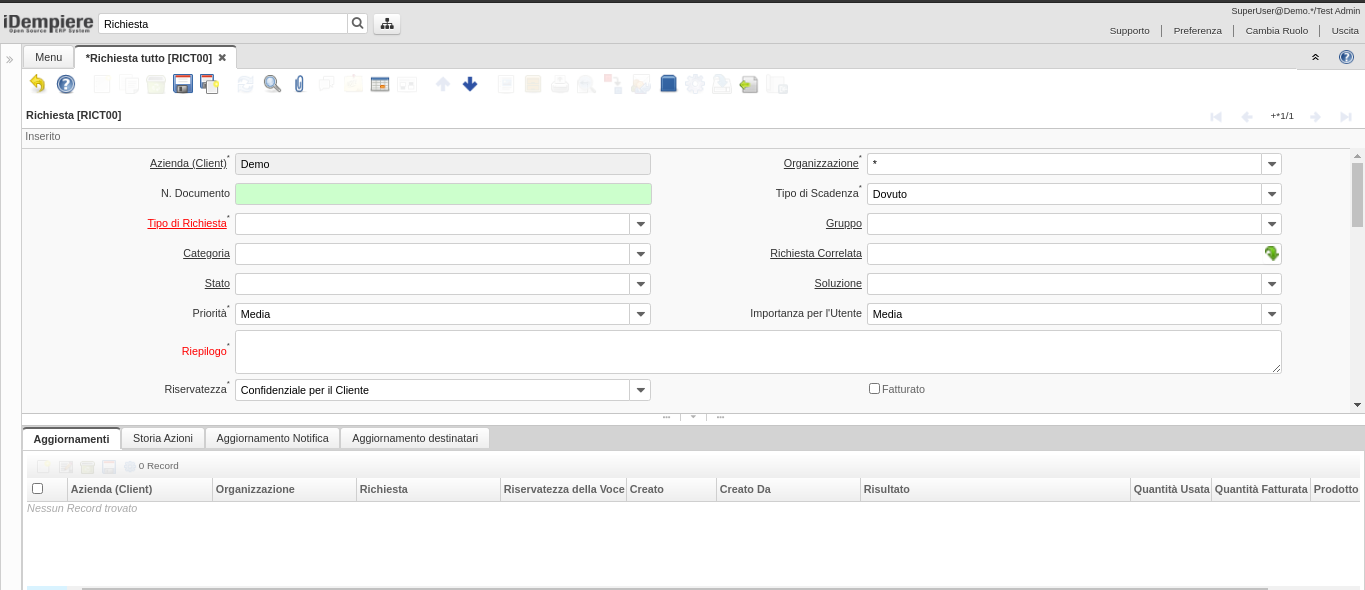 SuperUser@Demo.*/Test Admin
iDempiere
Open Source ERP System
Richiesta
Supporto Preferenza Cambia Ruolo Uscita
» Menu *Richiesta tutto [RICT00] ✖
Richiesta [RICT00]
+*1/1
Inserito
Azienda (Client)* Demo Organizzazione* *
N. Documento Tipo di Scadenza* Dovuto
Tipo di Richiesta* Gruppo
Categoria Richiesta Correlata
Stato Soluzione
Priorità* Media Importanza per l'Utente Media
Riepilogo*
Riservatezza* Confidenziale per il Cliente Fatturato
Aggiornamenti Storia Azioni Aggiornamento Notifica Aggiornamento destinatari
0 Record
Azienda (Client) Organizzazione Richiesta Riservatezza della Voce Creato Creato Da Risultato Quantità Usata Quantità Fatturata Prodotto
Nessun Record trovato